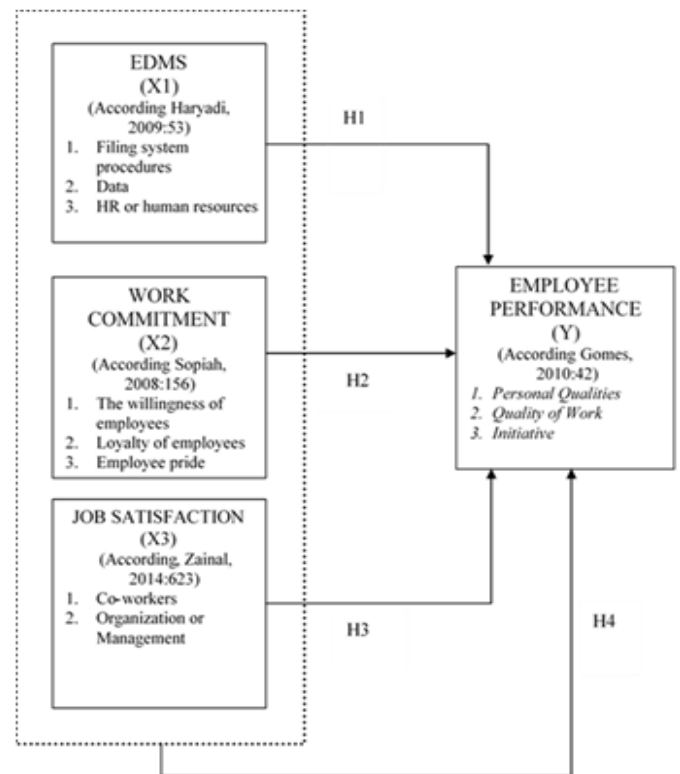 EDMS
(X1)
(According Haryadi,
2009:53)
1. Filing system
procedures
2. Data
3. HR or human resources
H1
WORK
COMMITMENT
(X2)
(According Sopiah,
2008:156)
1. The willingness of
employees
2. Loyalty of employees
3. Employee pride
H2
EMPLOYEE
PERFORMANCE
(Y)
(According Gomes,
2010:42)
1. Personal Qualities
2. Quality of Work
3. Initiative
JOB SATISFACTION
(X3)
(According, Zainal,
2014:623)
1. Co-workers
2. Organization or
Management
H3
H4